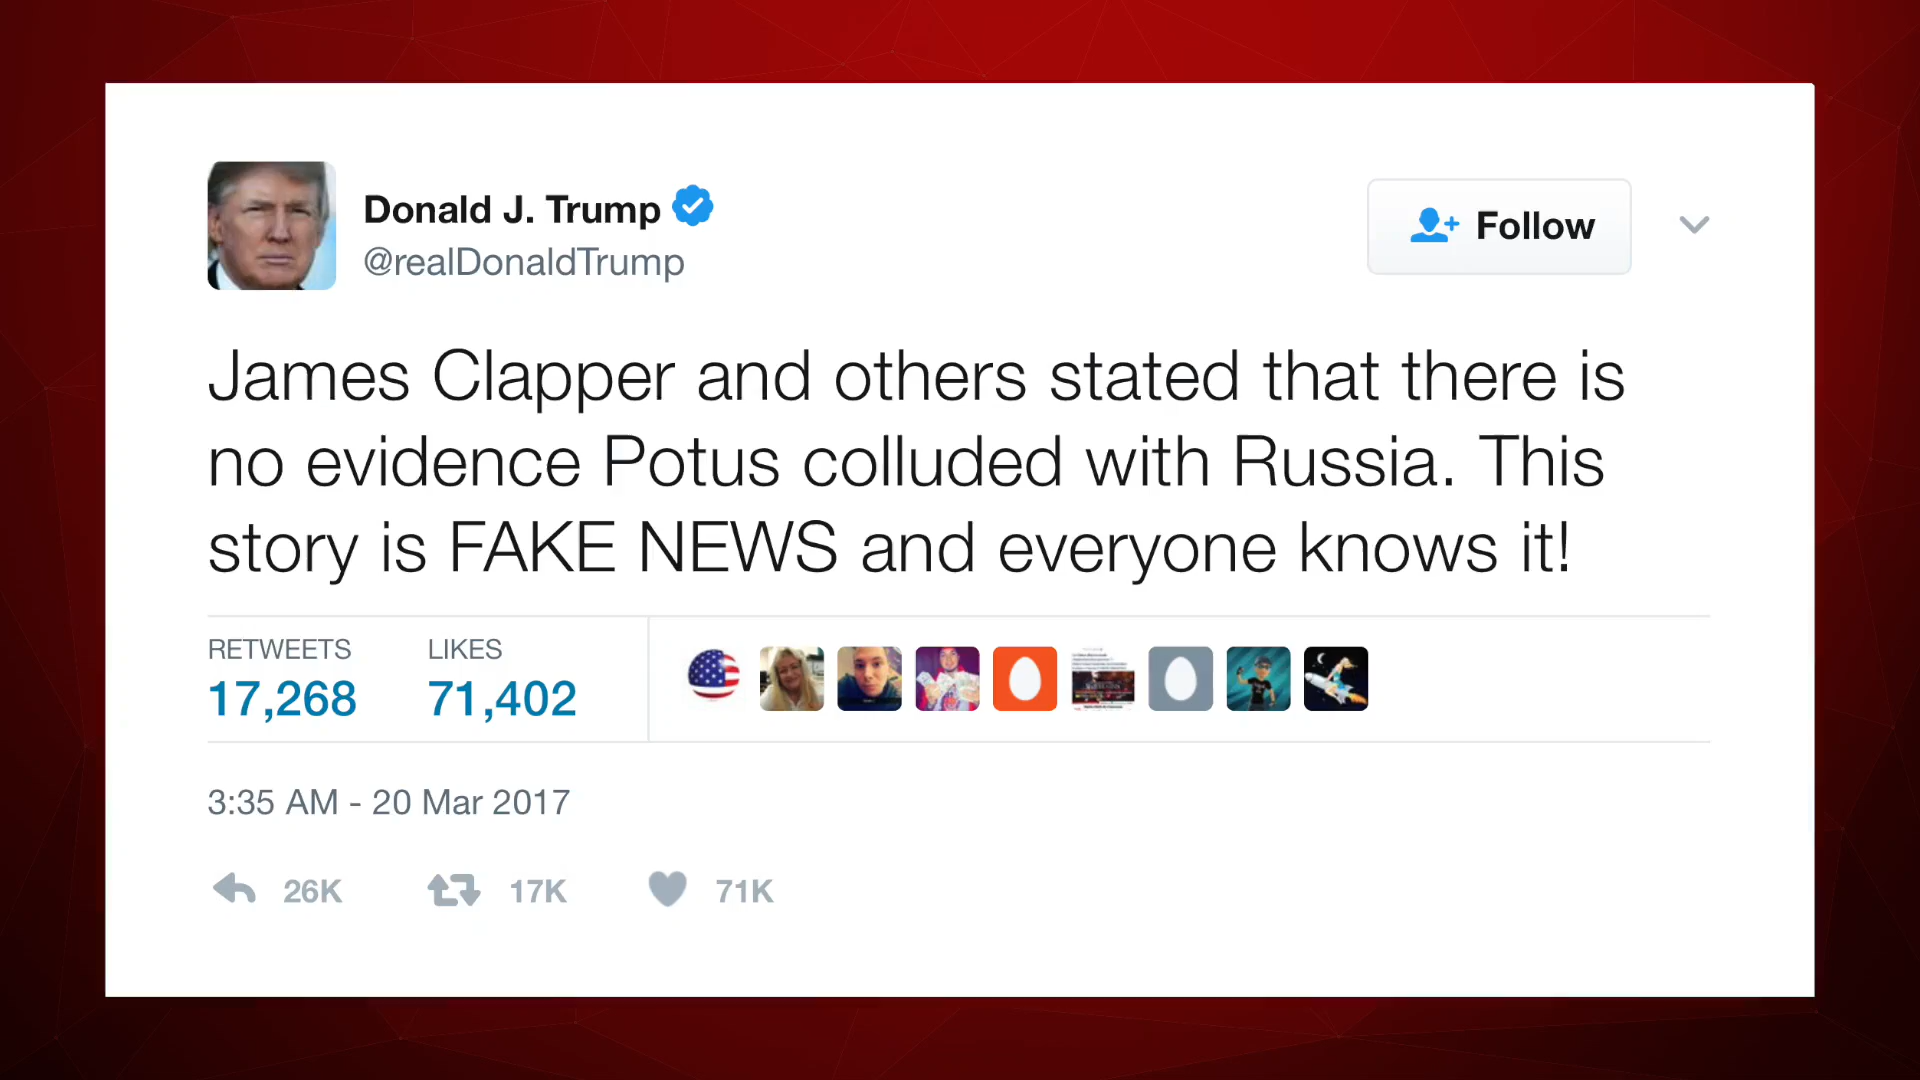 Donald J. Trump
@realDonaldTrump
Follow
James Clapper and others stated that there is
no evidence Potus colluded with Russia. This
story is FAKE NEWS and everyone knows it!
RETWEETS LIKES
17,268 71,402
3:35 AM - 20 Mar 2017
26K 17K 71K